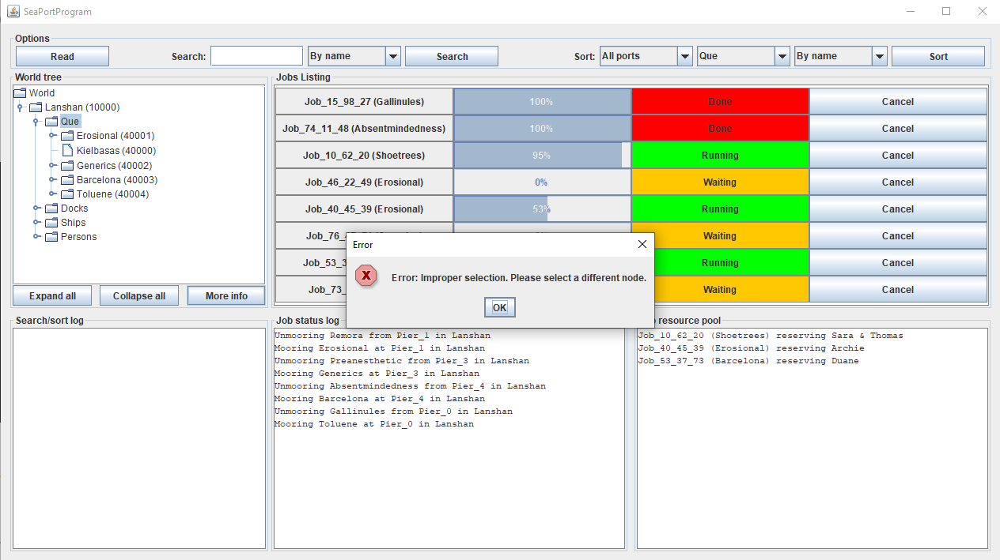 SeaPortProgram
Options
Read Search: By name Search Sort: All ports Que By name Sort
World tree
World
Lanshan (10000)
Que
Erosional (40001)
Kielbasas (40000)
Generics (40002)
Barcelona (40003)
Toluene (40004)
Docks
Ships
Persons
Expand all Collapse all More info
Jobs Listing
Job_15_98_27 (Gallinules) 100% Done Cancel
Job_74_11_48 (Absentmindedness) 100% Done Cancel
Job_10_62_20 (Shoetrees) 95% Running Cancel
Job_46_22_49 (Erosional) 0% Waiting Cancel
Job_40_45_39 (Erosional) 53% Running Cancel
Job_76_ Waiting Cancel
Job_53_3 Running Cancel
Job_73_ Waiting Cancel
Error
Error: Improper selection. Please select a different node.
OK
Search/sort log
Job status log
Unmooring Remora from Pier_1 in Lanshan
Mooring Erosional at Pier_1 in Lanshan
Unmooring Preanesthetic from Pier_3 in Lanshan
Mooring Generics at Pier_3 in Lanshan
Unmooring Absentmindedness from Pier_4 in Lanshan
Mooring Barcelona at Pier_4 in Lanshan
Unmooring Gallinules from Pier_0 in Lanshan
Mooring Toluene at Pier_0 in Lanshan
resource pool
Job_10_62_20 (Shoetrees) reserving Sara & Thomas
Job_40_45_39 (Erosional) reserving Archie
Job_53_37_73 (Barcelona) reserving Duane